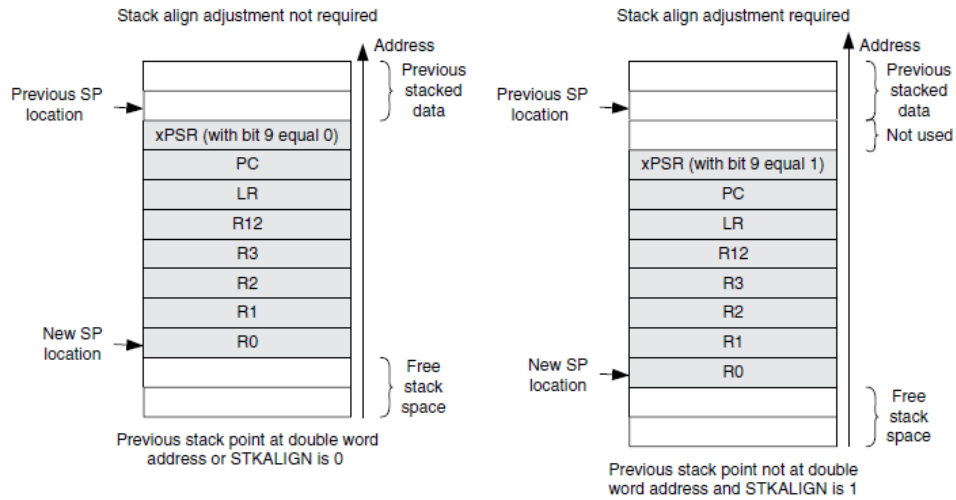 Stack align adjustment not required
Address
Previous
stacked
data
Previous SP
location
xPSR (with bit 9 equal 0)
PC
LR
R12
R3
R2
R1
R0
New SP
location
Free
stack
space
Previous stack point at double word
address or STKALIGN is 0
Stack align adjustment required
Address
Previous
stacked
data
Previous SP
location
Not used
xPSR (with bit 9 equal 1)
PC
LR
R12
R3
R2
R1
R0
New SP
location
Free
stack
space
Previous stack point not at double
word address and STKALIGN is 1